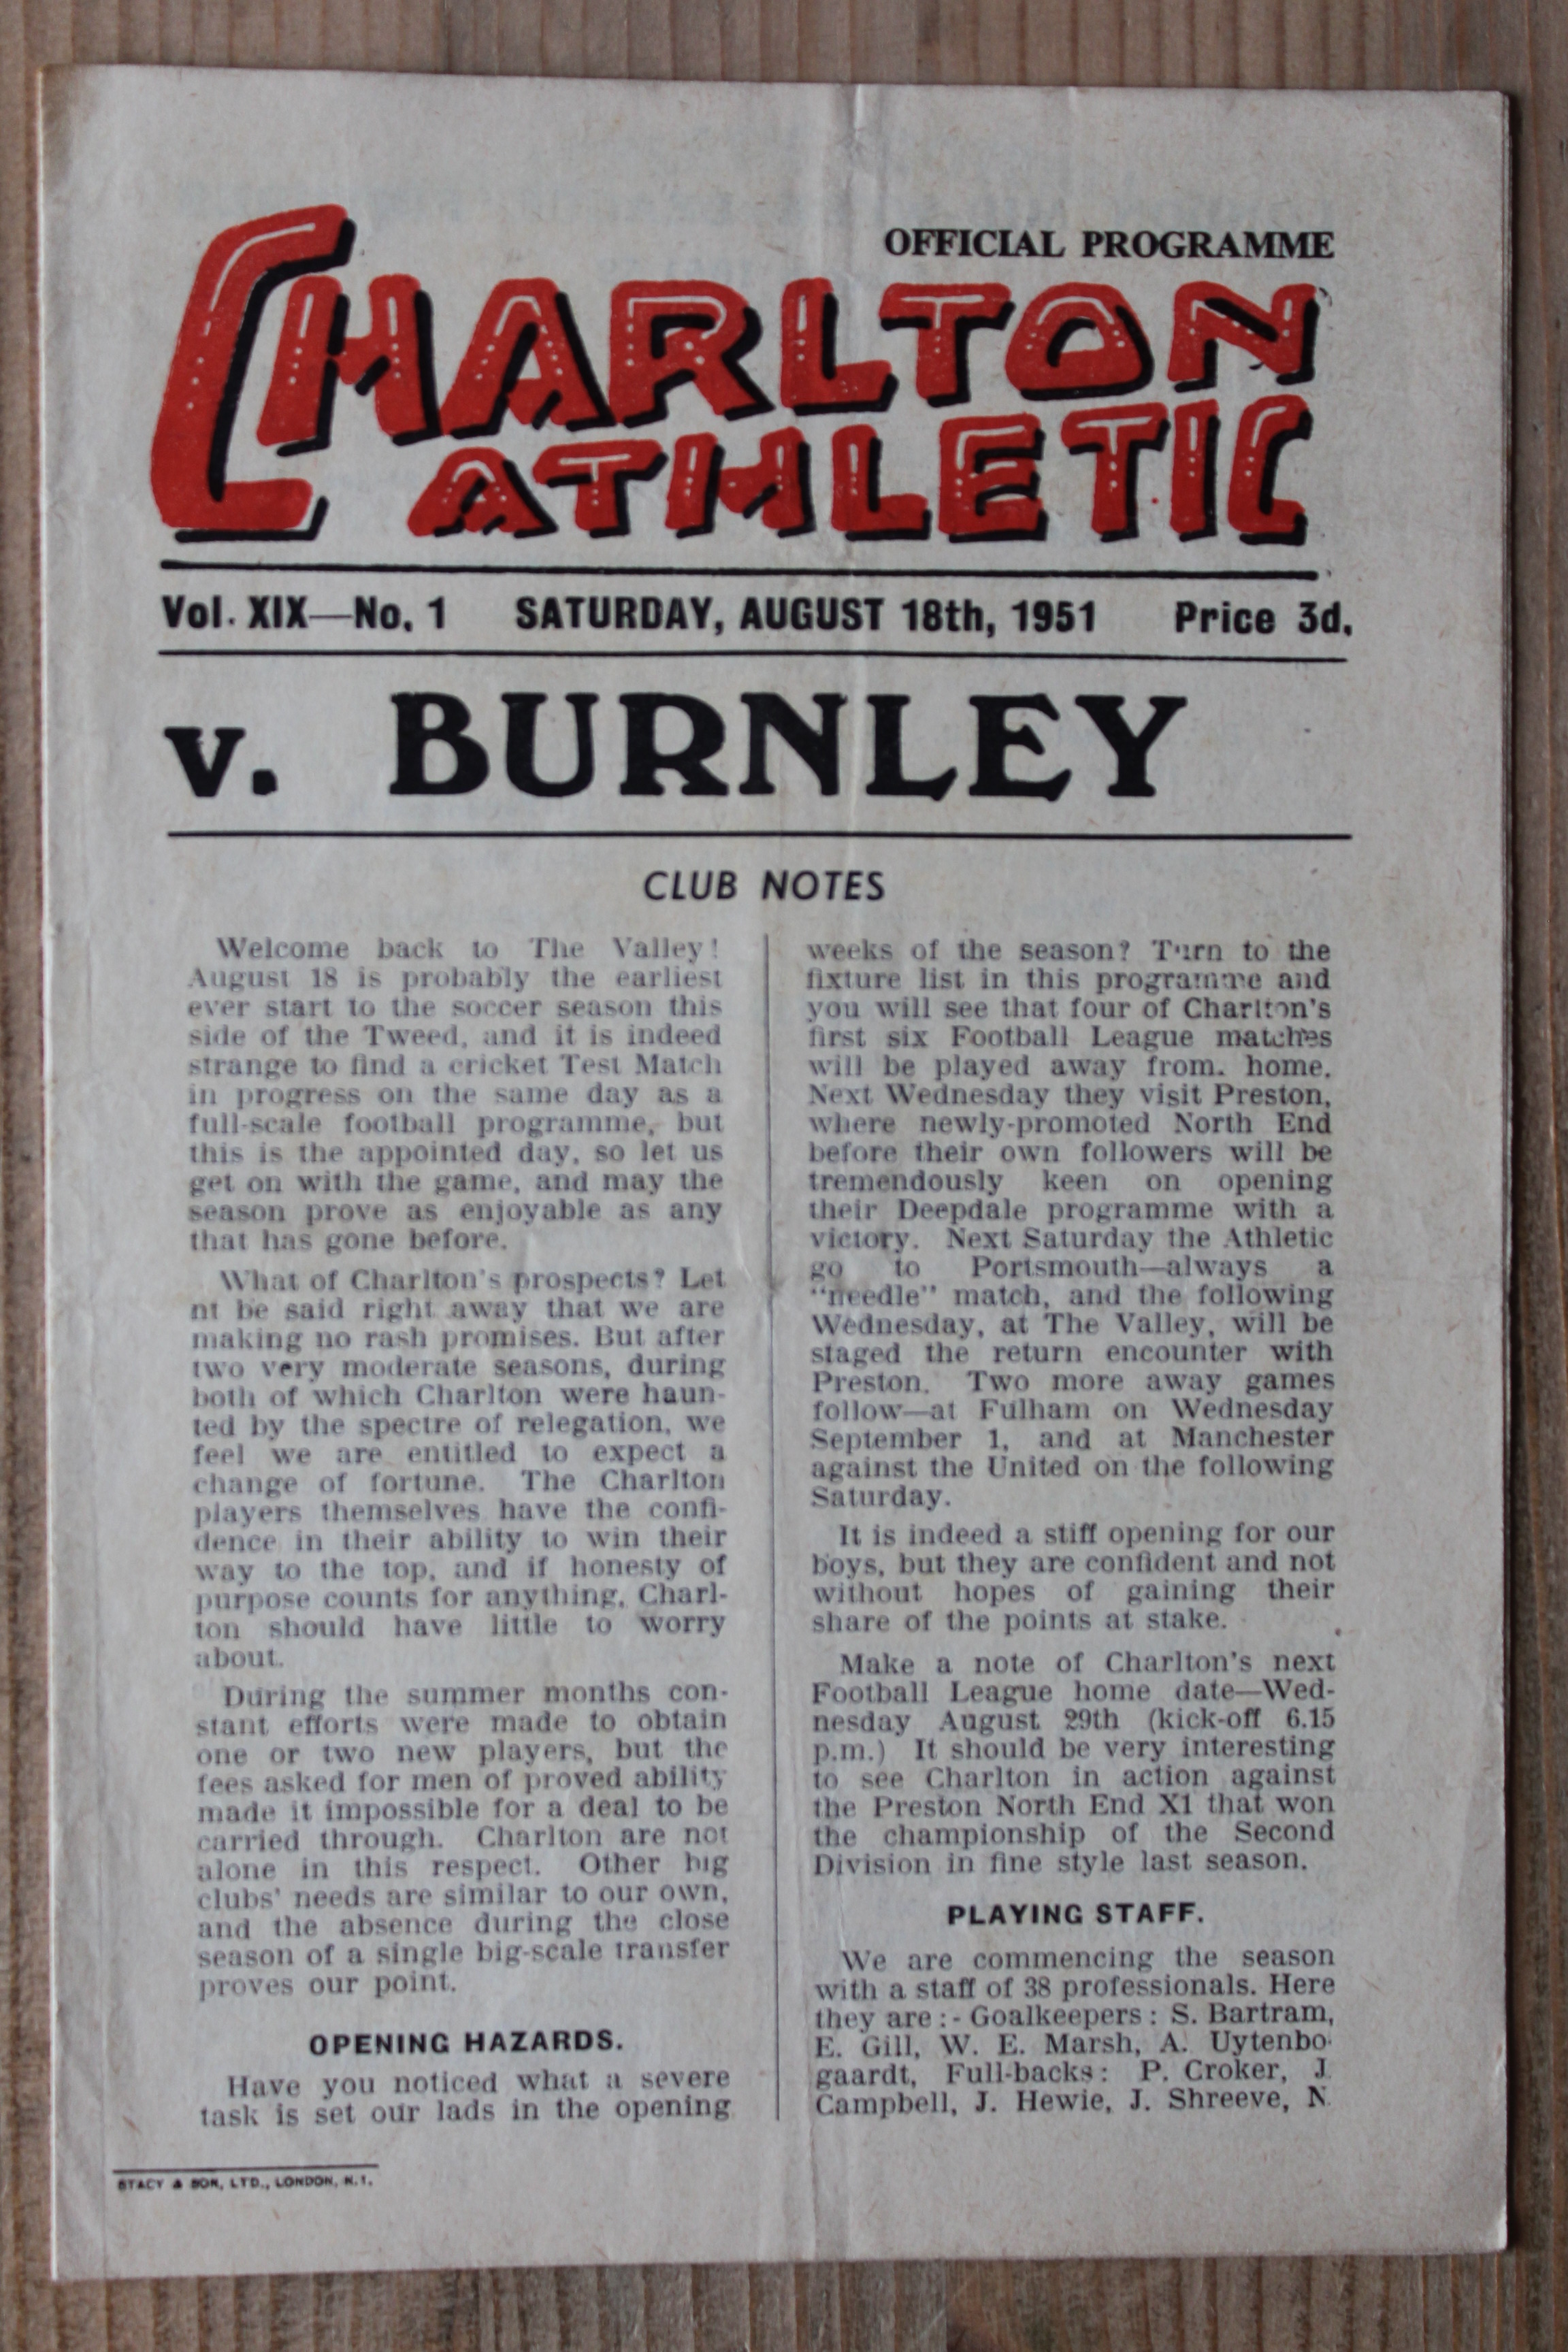 OFFICIAL PROGRAMME
CHARLTON
ATHLETIC
Vol. XIX—No. 1 SATURDAY, AUGUST 18th, 1951 Price 3d.
v. BURNLEY
CLUB NOTES
Welcome back to The Valley!
August 18 is probably the earliest
ever start to the soccer season this
side of the Tweed, and it is indeed
strange to find a cricket Test Match
in progress on the same day as a
full-scale football programme, but
this is the appointed day, so let us
get on with the game, and may the
season prove as enjoyable as any
that has gone before.
What of Charlton's prospects? Let
nt be said right away that we are
making no rash promises. But after
two very moderate seasons, during
both of which Charlton were haun-
ted by the spectre of relegation, we
feel we are entitled to expect a
change of fortune. The Charlton
players themselves have the confi-
dence in their ability to win their
way to the top, and if honesty of
purpose counts for anything, Charl-
ton should have little to worry
about.
During the summer months con-
stant efforts were made to obtain
one or two new players, but the
fees asked for men of proved ability
made it impossible for a deal to be
carried through. Charlton are not
alone in this respect. Other big
clubs' needs are similar to our own,
and the absence during the close
season of a single big-scale transfer
proves our point.
OPENING HAZARDS.
Have you noticed what a severe
task is set our lads in the opening
weeks of the season? Turn to the
fixture list in this programme and
you will see that four of Charlton's
first six Football League matches
will be played away from. home.
Next Wednesday they visit Preston,
where newly-promoted North End
before their own followers will be
tremendously keen on opening
their Deepdale programme with a
victory. Next Saturday the Athletic
go to Portsmouth—always a
"needle" match, and the following
Wednesday, at The Valley, will be
staged the return encounter with
Preston. Two more away games
follow—at Fulham on Wednesday
September 1, and at Manchester
against the United on the following
Saturday.
It is indeed a stiff opening for our
boys, but they are confident and not
without hopes of gaining their
share of the points at stake.
Make a note of Charlton's next
Football League home date—Wed-
nesday August 29th (kick-off 6.15
p.m.) It should be very interesting
to see Charlton in action against
the Preston North End X1 that won
the championship of the Second
Division in fine style last season.
PLAYING STAFF.
We are commencing the season
with a staff of 38 professionals. Here
they are :- Goalkeepers : S. Bartram,
E. Gill, W. E. Marsh, A. Uytenbo-
gaardt, Full-backs : P. Croker, J.
Campbell, J. Hewie, J. Shreeve, N.
STACY & SON, LTD., LONDON, N.1.